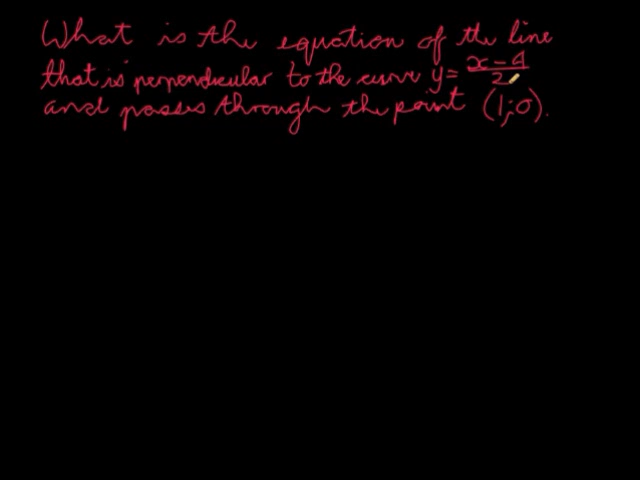 What is the equation of the line
that is perpendicular to the curve y = x-4/2
and passes through the point (1;0).